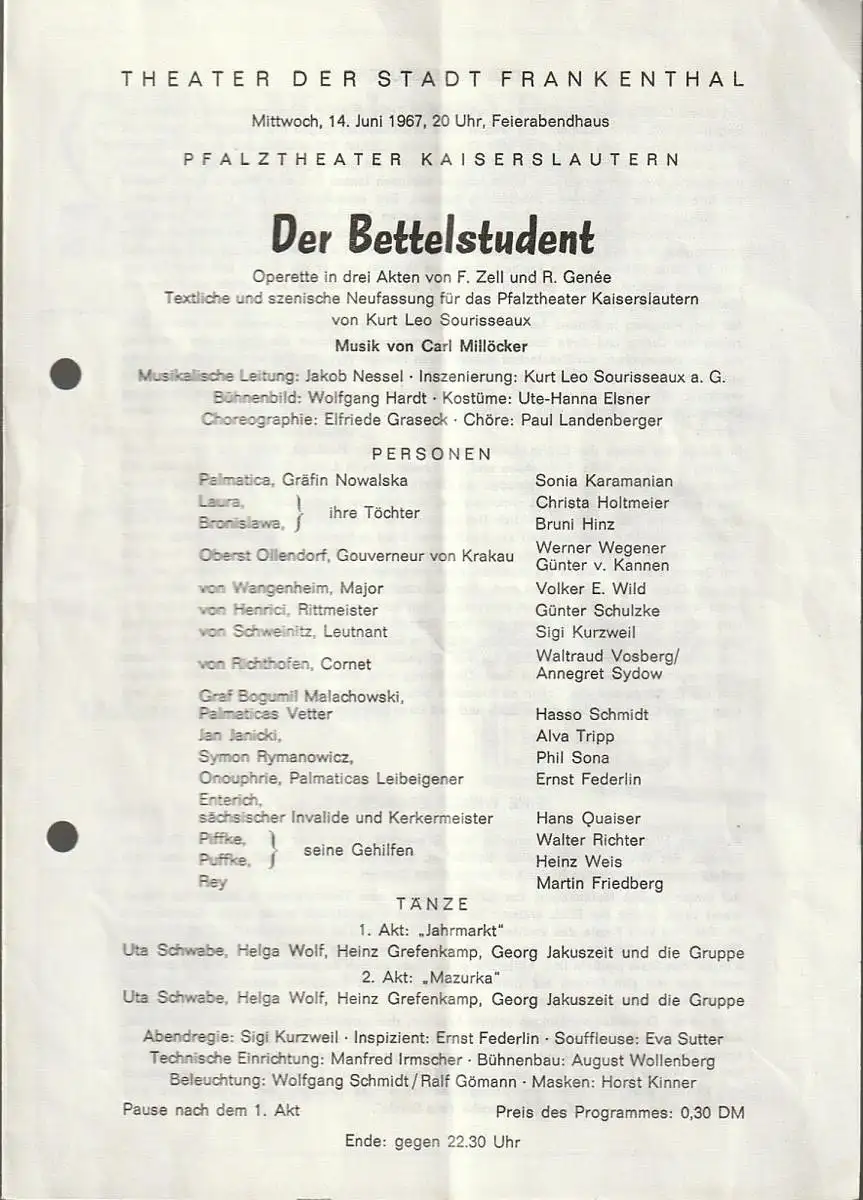 THEATER DER STADT FRANKENTHAL
Mittwoch, 14. Juni 1967, 20 Uhr, Feierabendhaus
PFALZTHEATER KAISERSLAUTERN
Der Bettelstudent
Operette in drei Akten von F. Zell und R. Genée
Textliche und szenische Neufassung für das Pfalztheater Kaiserslautern
von Kurt Leo Sourisseaux
Musik von Carl Millöcker
Musikalische Leitung: Jakob Nessel · Inszenierung: Kurt Leo Sourisseaux a. G.
Bühnenbild: Wolfgang Hardt · Kostüme: Ute-Hanna Elsner
Choreographie: Elfriede Graseck · Chöre: Paul Landenberger
PERSONEN
Palmatica, Gräfin Nowalska Sonia Karamanian
Laura, Christa Holtmeier
} ihre Töchter
Bronislawa, Bruni Hinz
Oberst Ollendorf, Gouverneur von Krakau Werner Wegener
Günter v. Kannen
von Wangenheim, Major Volker E. Wild
von Henrici, Rittmeister Günter Schulzke
von Schweinitz, Leutnant Sigi Kurzweil
von Richthofen, Cornet Waltraud Vosberg/
Annegret Sydow
Graf Bogumil Malachowski,
Palmaticas Vetter Hasso Schmidt
Jan Janicki, Alva Tripp
Symon Rymanowicz, Phil Sona
Onouphrie, Palmaticas Leibeigener Ernst Federlin
Enterich,
sächsischer Invalide und Kerkermeister Hans Quaiser
Piffke, Walter Richter
} seine Gehilfen
Puffke, Heinz Weis
Rey Martin Friedberg
TÄNZE
1. Akt: „Jahrmarkt“
Uta Schwabe, Helga Wolf, Heinz Grefenkamp, Georg Jakuszeit und die Gruppe
2. Akt: „Mazurka“
Uta Schwabe, Helga Wolf, Heinz Grefenkamp, Georg Jakuszeit und die Gruppe
Abendregie: Sigi Kurzweil · Inspizient: Ernst Federlin · Souffleuse: Eva Sutter
Technische Einrichtung: Manfred Irmscher · Bühnenbau: August Wollenberg
Beleuchtung: Wolfgang Schmidt/Ralf Gömann · Masken: Horst Kinner
Pause nach dem 1. Akt Preis des Programmes: 0,30 DM
Ende: gegen 22.30 Uhr